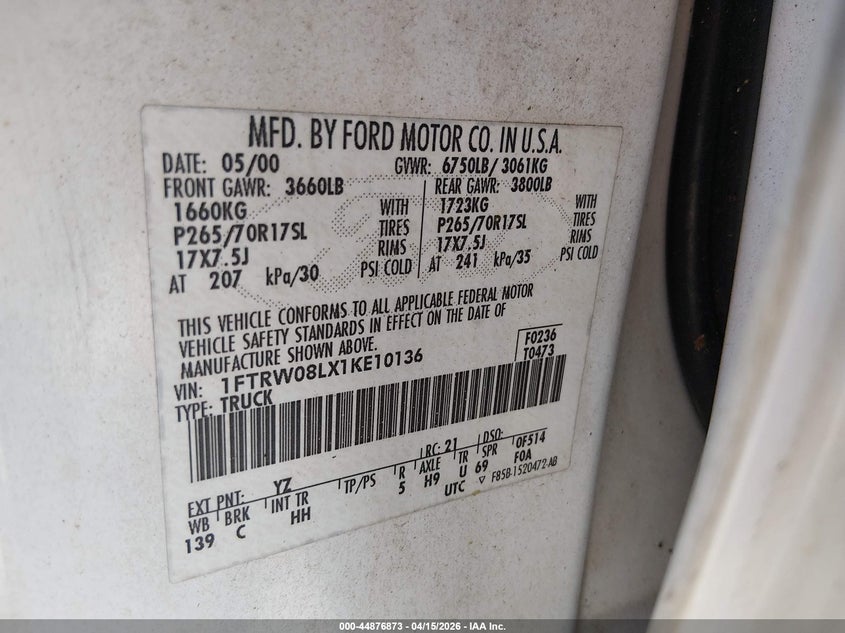 MFD. BY FORD MOTOR CO. IN U.S.A.
DATE: 05/00 GVWR: 6750LB/ 3061KG
FRONT GAWR: 3660LB REAR GAWR: 3800LB
1660KG WITH 1723KG WITH
P265/70R17SL TIRES P265/70R17SL TIRES
17X7.5J RIMS 17X7.5J RIMS
AT 207 kPa/30 PSI COLD AT 241 kPa/35 PSI COLD
THIS VEHICLE CONFORMS TO ALL APPLICABLE FEDERAL MOTOR
VEHICLE SAFETY STANDARDS IN EFFECT ON THE DATE OF
MANUFACTURE SHOWN ABOVE.
F0236
VIN: 1FTRW08LX1KE10136 T0473
TYPE: TRUCK
EXT PNT: YZ RC: 21 DSO:
WB BRK INT TR TP/PS R AXLE TR SPR OF514
139 C HH 5 H9 U 69 F0A
UTC ▽ F85B-1520472-AB
000-44876873 - 04/15/2026 - IAA Inc.